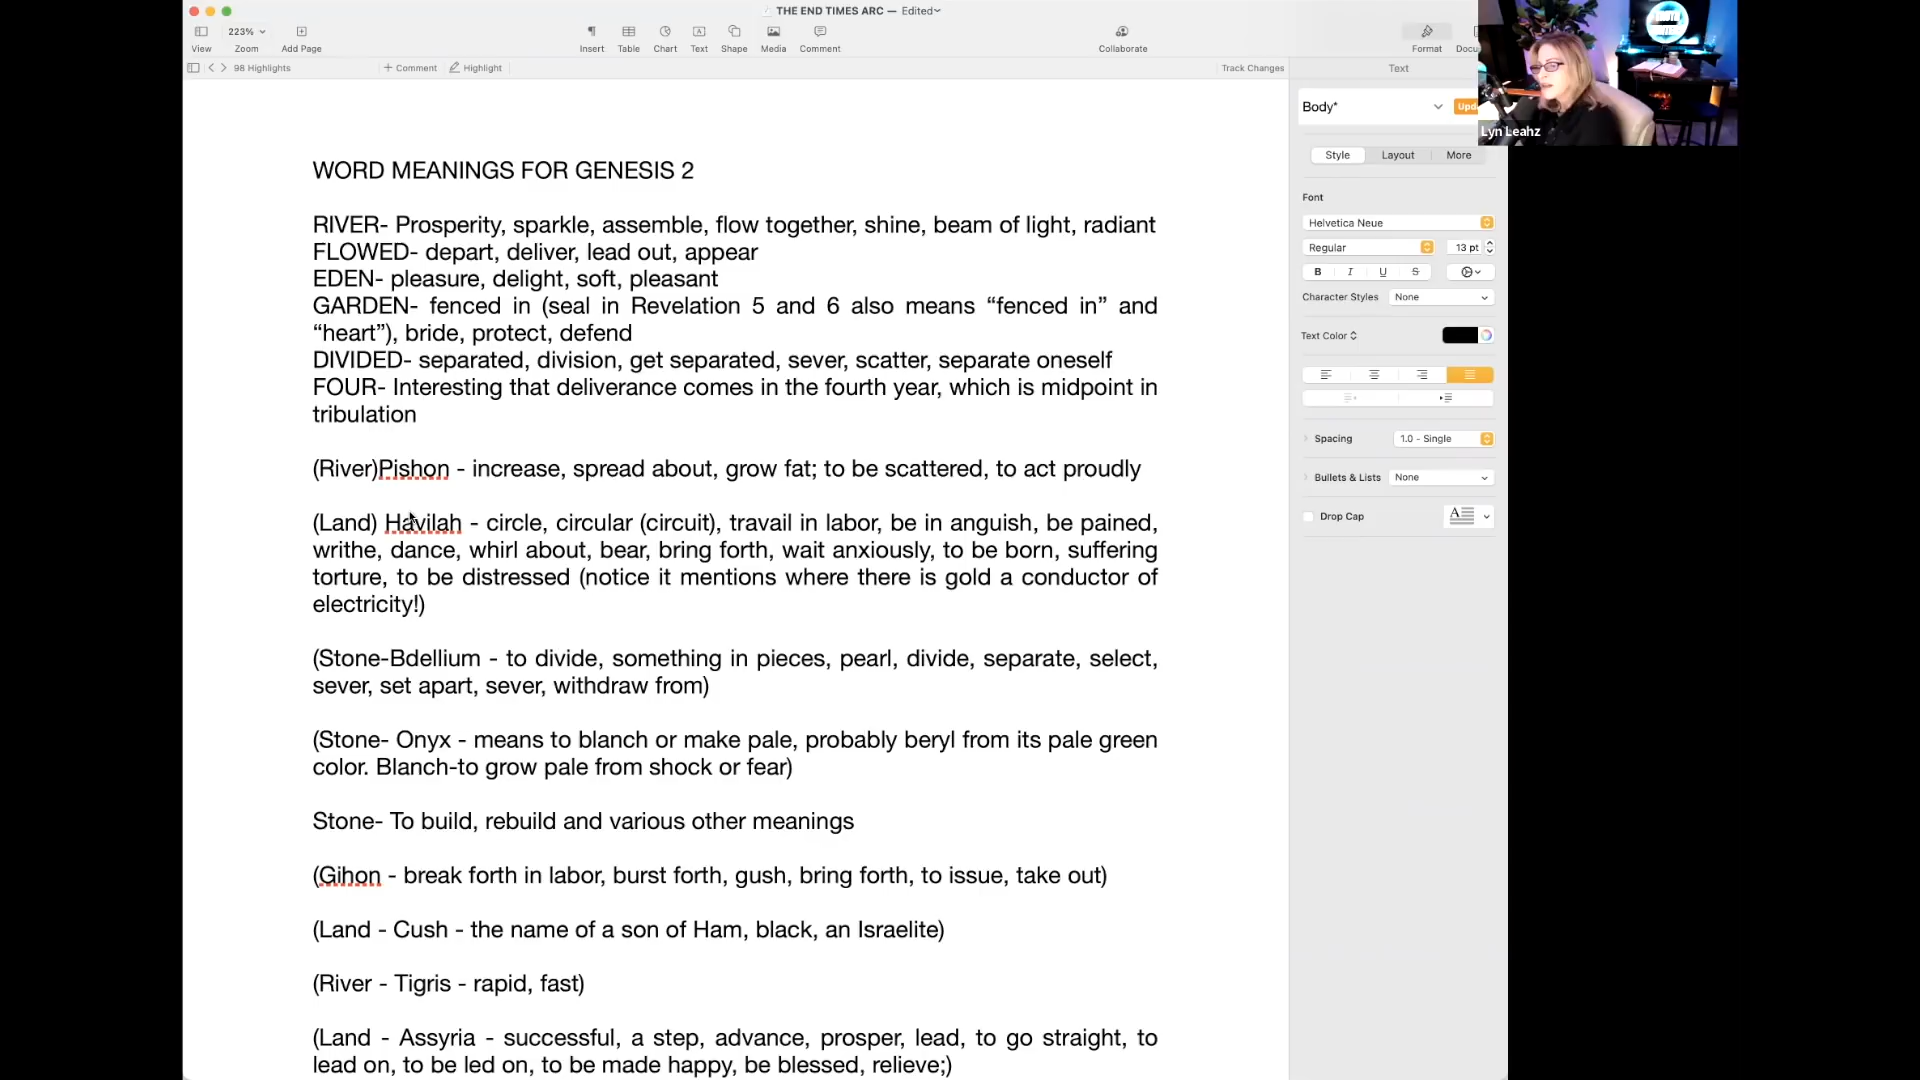 THE END TIMES ARC — Edited
223%
View
Zoom
Add Page
Insert
Table
Chart
Text
Shape
Media
Comment
Collaborate
Format
98 Highlights
+ Comment
Highlight
Track Changes
Text
WORD MEANINGS FOR GENESIS 2
RIVER- Prosperity, sparkle, assemble, flow together, shine, beam of light, radiant
FLOWED- depart, deliver, lead out, appear
EDEN- pleasure, delight, soft, pleasant
GARDEN- fenced in (seal in Revelation 5 and 6 also means “fenced in” and
“heart”), bride, protect, defend
DIVIDED- separated, division, get separated, sever, scatter, separate oneself
FOUR- Interesting that deliverance comes in the fourth year, which is midpoint in
tribulation
(River)Pishon - increase, spread about, grow fat; to be scattered, to act proudly
(Land) Havilah - circle, circular (circuit), travail in labor, be in anguish, be pained,
writhe, dance, whirl about, bear, bring forth, wait anxiously, to be born, suffering
torture, to be distressed (notice it mentions where there is gold a conductor of
electricity!)
(Stone-Bdellium - to divide, something in pieces, pearl, divide, separate, select,
sever, set apart, sever, withdraw from)
(Stone- Onyx - means to blanch or make pale, probably beryl from its pale green
color. Blanch-to grow pale from shock or fear)
Stone- To build, rebuild and various other meanings
(Gihon - break forth in labor, burst forth, gush, bring forth, to issue, take out)
(Land - Cush - the name of a son of Ham, black, an Israelite)
(River - Tigris - rapid, fast)
(Land - Assyria - successful, a step, advance, prosper, lead, to go straight, to
lead on, to be led on, to be made happy, be blessed, relieve;)
Body*
Style
Layout
More
Font
Helvetica Neue
Regular
13 pt
B I U S
Character Styles
None
Text Color
Spacing
1.0 - Single
Bullets & Lists
None
Drop Cap
A
Lyn Leahz